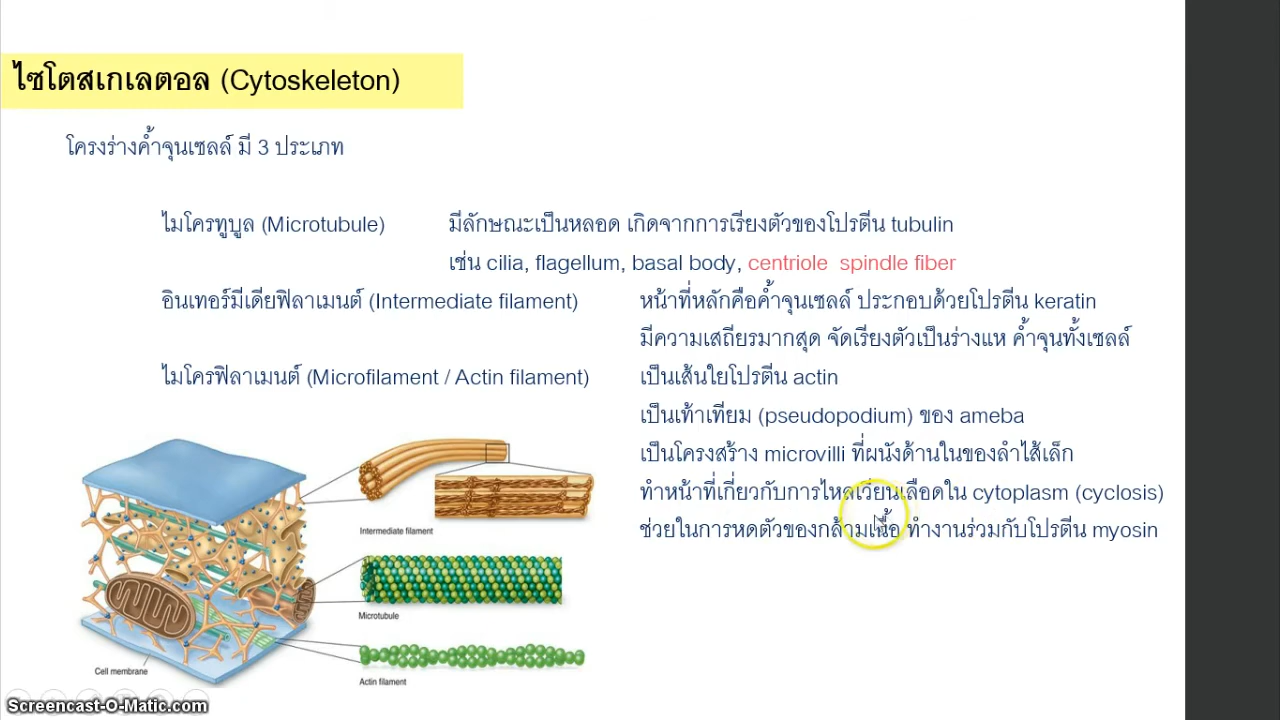 ไซโตสเกเลตอล (Cytoskeleton)
โครงร่างค้ำจุนเซลล์ มี 3 ประเภท
ไมโครทูบูล (Microtubule) มีลักษณะเป็นหลอด เกิดจากการเรียงตัวของโปรตีน tubulin
เช่น cilia, flagellum, basal body, centriole spindle fiber
อินเทอร์มีเดียฟิลาเมนต์ (Intermediate filament) หน้าที่หลักคือค้ำจุนเซลล์ ประกอบด้วยโปรตีน keratin
มีความเสถียรมากสุด จัดเรียงตัวเป็นร่างแห ค้ำจุนทั้งเซลล์
ไมโครฟิลาเมนต์ (Microfilament / Actin filament) เป็นเส้นใยโปรตีน actin
เป็นเท้าเทียม (pseudopodium) ของ ameba
เป็นโครงสร้าง microvilli ที่ผนังด้านในของลำไส้เล็ก
ทำหน้าที่เกี่ยวกับการไหลเวียนเลือดใน cytoplasm (cyclosis)
ช่วยในการหดตัวของกล้ามเนื้อ ทำงานร่วมกับโปรตีน myosin
Intermediate filament
Microtubule
Cell membrane
Actin filament
Screencast-O-Matic.com